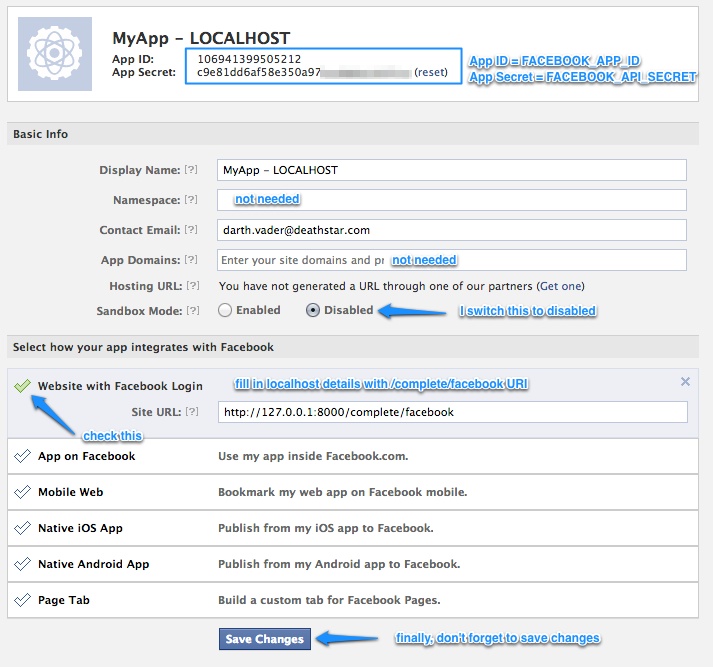 MyApp – LOCALHOST
App ID: 106941399505212 App ID = FACEBOOK_APP_ID
App Secret: c9e81dd6af58e350a97 (reset) App Secret = FACEBOOK_API_SECRET
Basic Info
Display Name: [?] MyApp – LOCALHOST
Namespace: [?] not needed
Contact Email: [?] darth.vader@deathstar.com
App Domains: [?] Enter your site domains and pr not needed
Hosting URL: [?] You have not generated a URL through one of our partners (Get one)
Sandbox Mode: [?] Enabled Disabled I switch this to disabled
Select how your app integrates with Facebook
Website with Facebook Login fill in localhost details with /complete/facebook URI
Site URL: [?] http://127.0.0.1:8000/complete/facebook
check this
App on Facebook Use my app inside Facebook.com.
Mobile Web Bookmark my web app on Facebook mobile.
Native iOS App Publish from my iOS app to Facebook.
Native Android App Publish from my Android app to Facebook.
Page Tab Build a custom tab for Facebook Pages.
Save Changes finally, don't forget to save changes